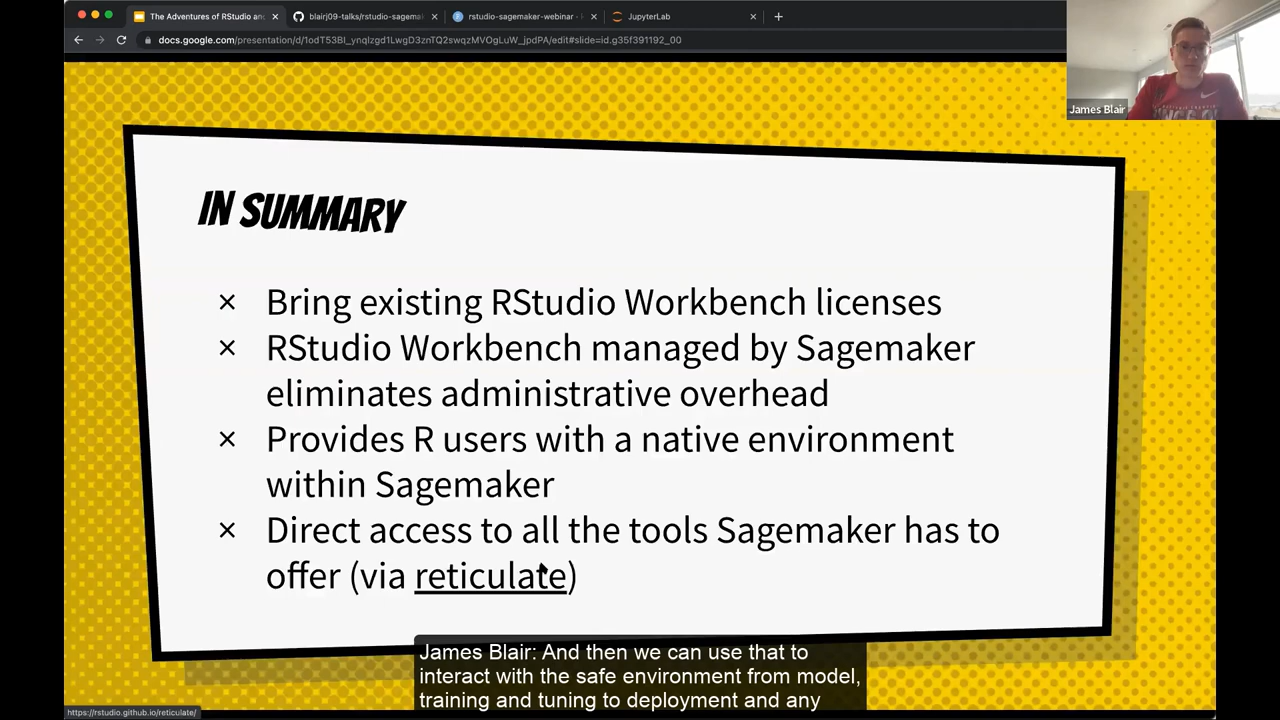 The Adventures of RStudio and
blairj09-talks/rstudio-sagema
rstudio-sagemaker-webinar -
JupyterLab
docs.google.com/presentation/d/1odT53BI_ynqIzgd1LwgD3znTQ2swqzMVOgLuW_jpdPA/edit#slide=id.g35f391192_00
James Blair
IN SUMMARY
× Bring existing RStudio Workbench licenses
× RStudio Workbench managed by Sagemaker
eliminates administrative overhead
× Provides R users with a native environment
within Sagemaker
× Direct access to all the tools Sagemaker has to
offer (via reticulate)
James Blair: And then we can use that to
interact with the safe environment from model,
training and tuning to deployment and any
https://rstudio.github.io/reticulate/